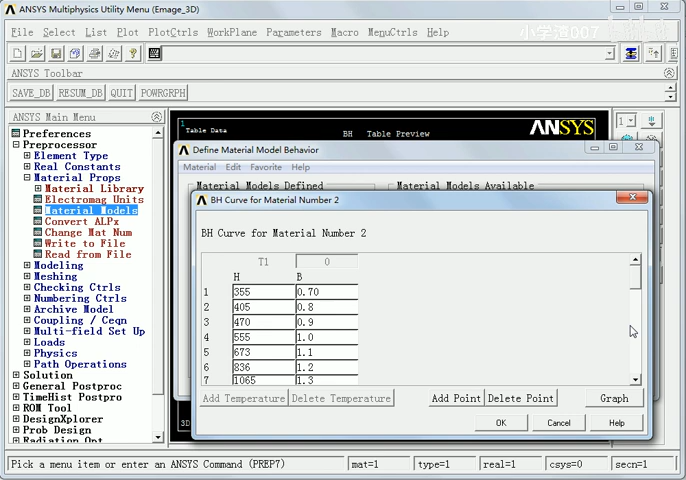 ANSYS Multiphysics Utility Menu (Emage_3D)
File Select List Plot PlotCtrls WorkPlane Parameters Macro MenuCtrls Help
小学渣D07 bilibili
ANSYS Toolbar
SAVE_DB RESUM_DB QUIT POWRGRPH
ANSYS Main Menu
Preferences
Preprocessor
Element Type
Real Constants
Material Props
Material Library
Electromag Units
Material Models
Convert ALPx
Change Mat Num
Write to File
Read from File
Modeling
Meshing
Checking Ctrls
Numbering Ctrls
Archive Model
Coupling / Ceqn
Multi-field Set Up
Loads
Physics
Path Operations
Solution
General Postproc
TimeHist Postpro
ROM Tool
DesignXplorer
Prob Design
Radiation Opt
1
Table Data
BH Table Preview
ANSYS
1
Define Material Model Behavior
Material Edit Favorite Help
Material Models Defined Material Models Available
BH Curve for Material Number 2
BH Curve for Material Number 2
T1 0
H B
1 355 0.70
2 405 0.8
3 470 0.9
4 555 1.0
5 673 1.1
6 836 1.2
7 1065 1.3
Add Temperature Delete Temperature Add Point Delete Point Graph
OK Cancel Help
3D
Pick a menu item or enter an ANSYS Command (PREP7) mat=1 type=1 real=1 csys=0 secn=1